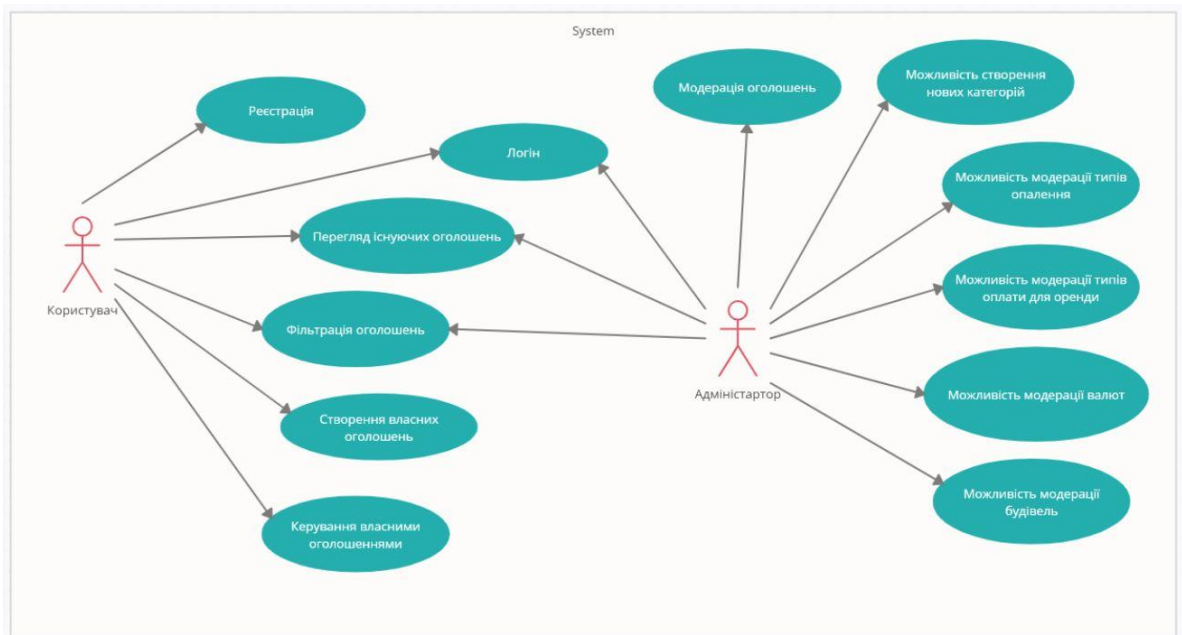 System
Реєстрація
Логін
Перегляд існуючих оголошень
Фільтрація оголошень
Створення власних
оголошень
Керування власними
оголошеннями
Користувач
Модерація оголошень
Можливість створення
нових категорій
Можливість модерації типів
опалення
Можливість модерації типів
оплати для оренди
Можливість модерації валют
Можливість модерації
будівель
Адміністартор